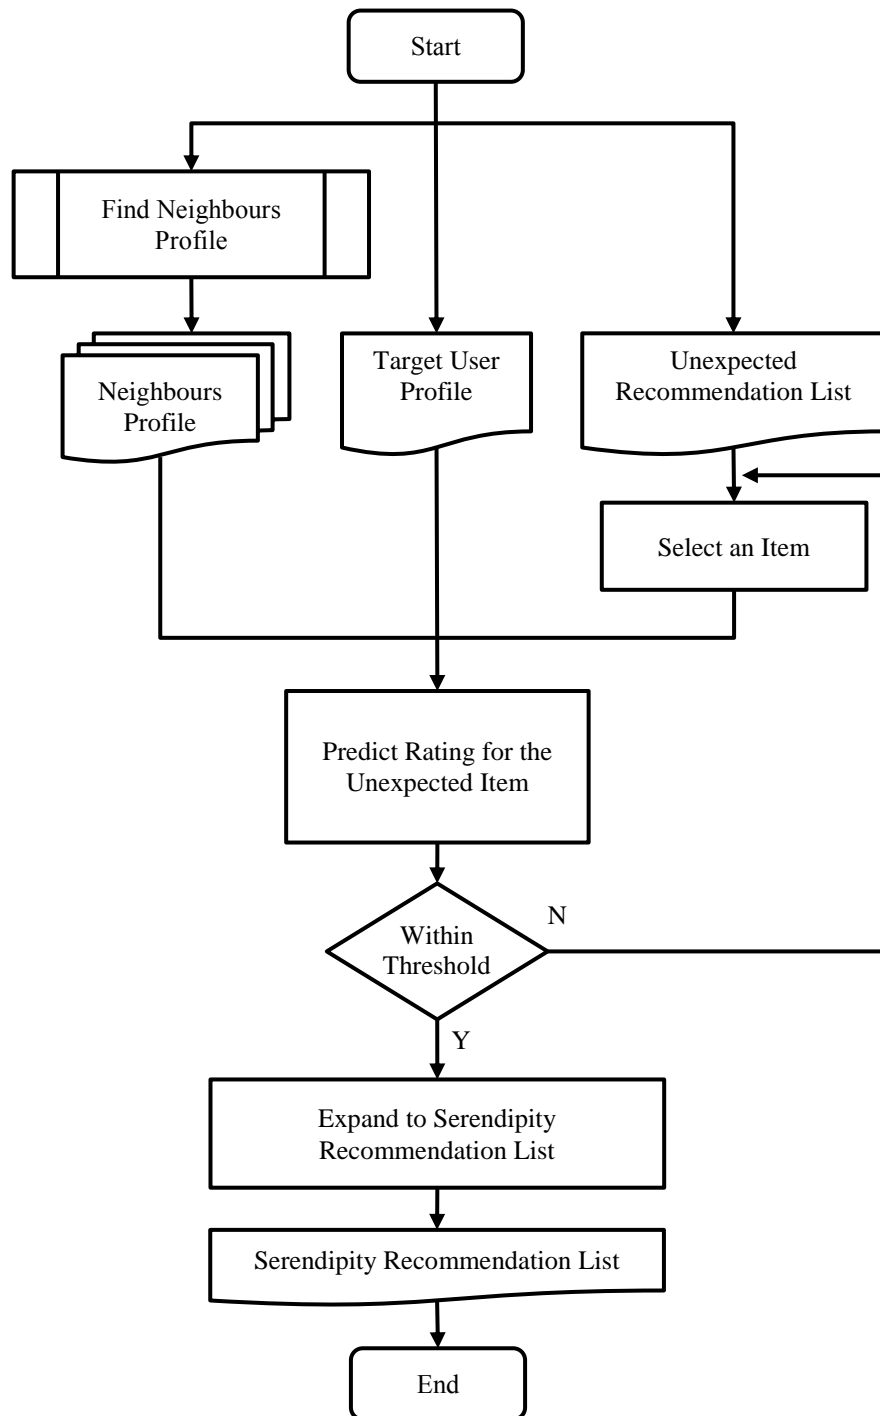 Start
Find Neighbours
Profile
Neighbours
Profile
Target User
Profile
Unexpected
Recommendation List
Select an Item
Predict Rating for the
Unexpected Item
Within
Threshold
N
Y
Expand to Serendipity
Recommendation List
Serendipity Recommendation List
End